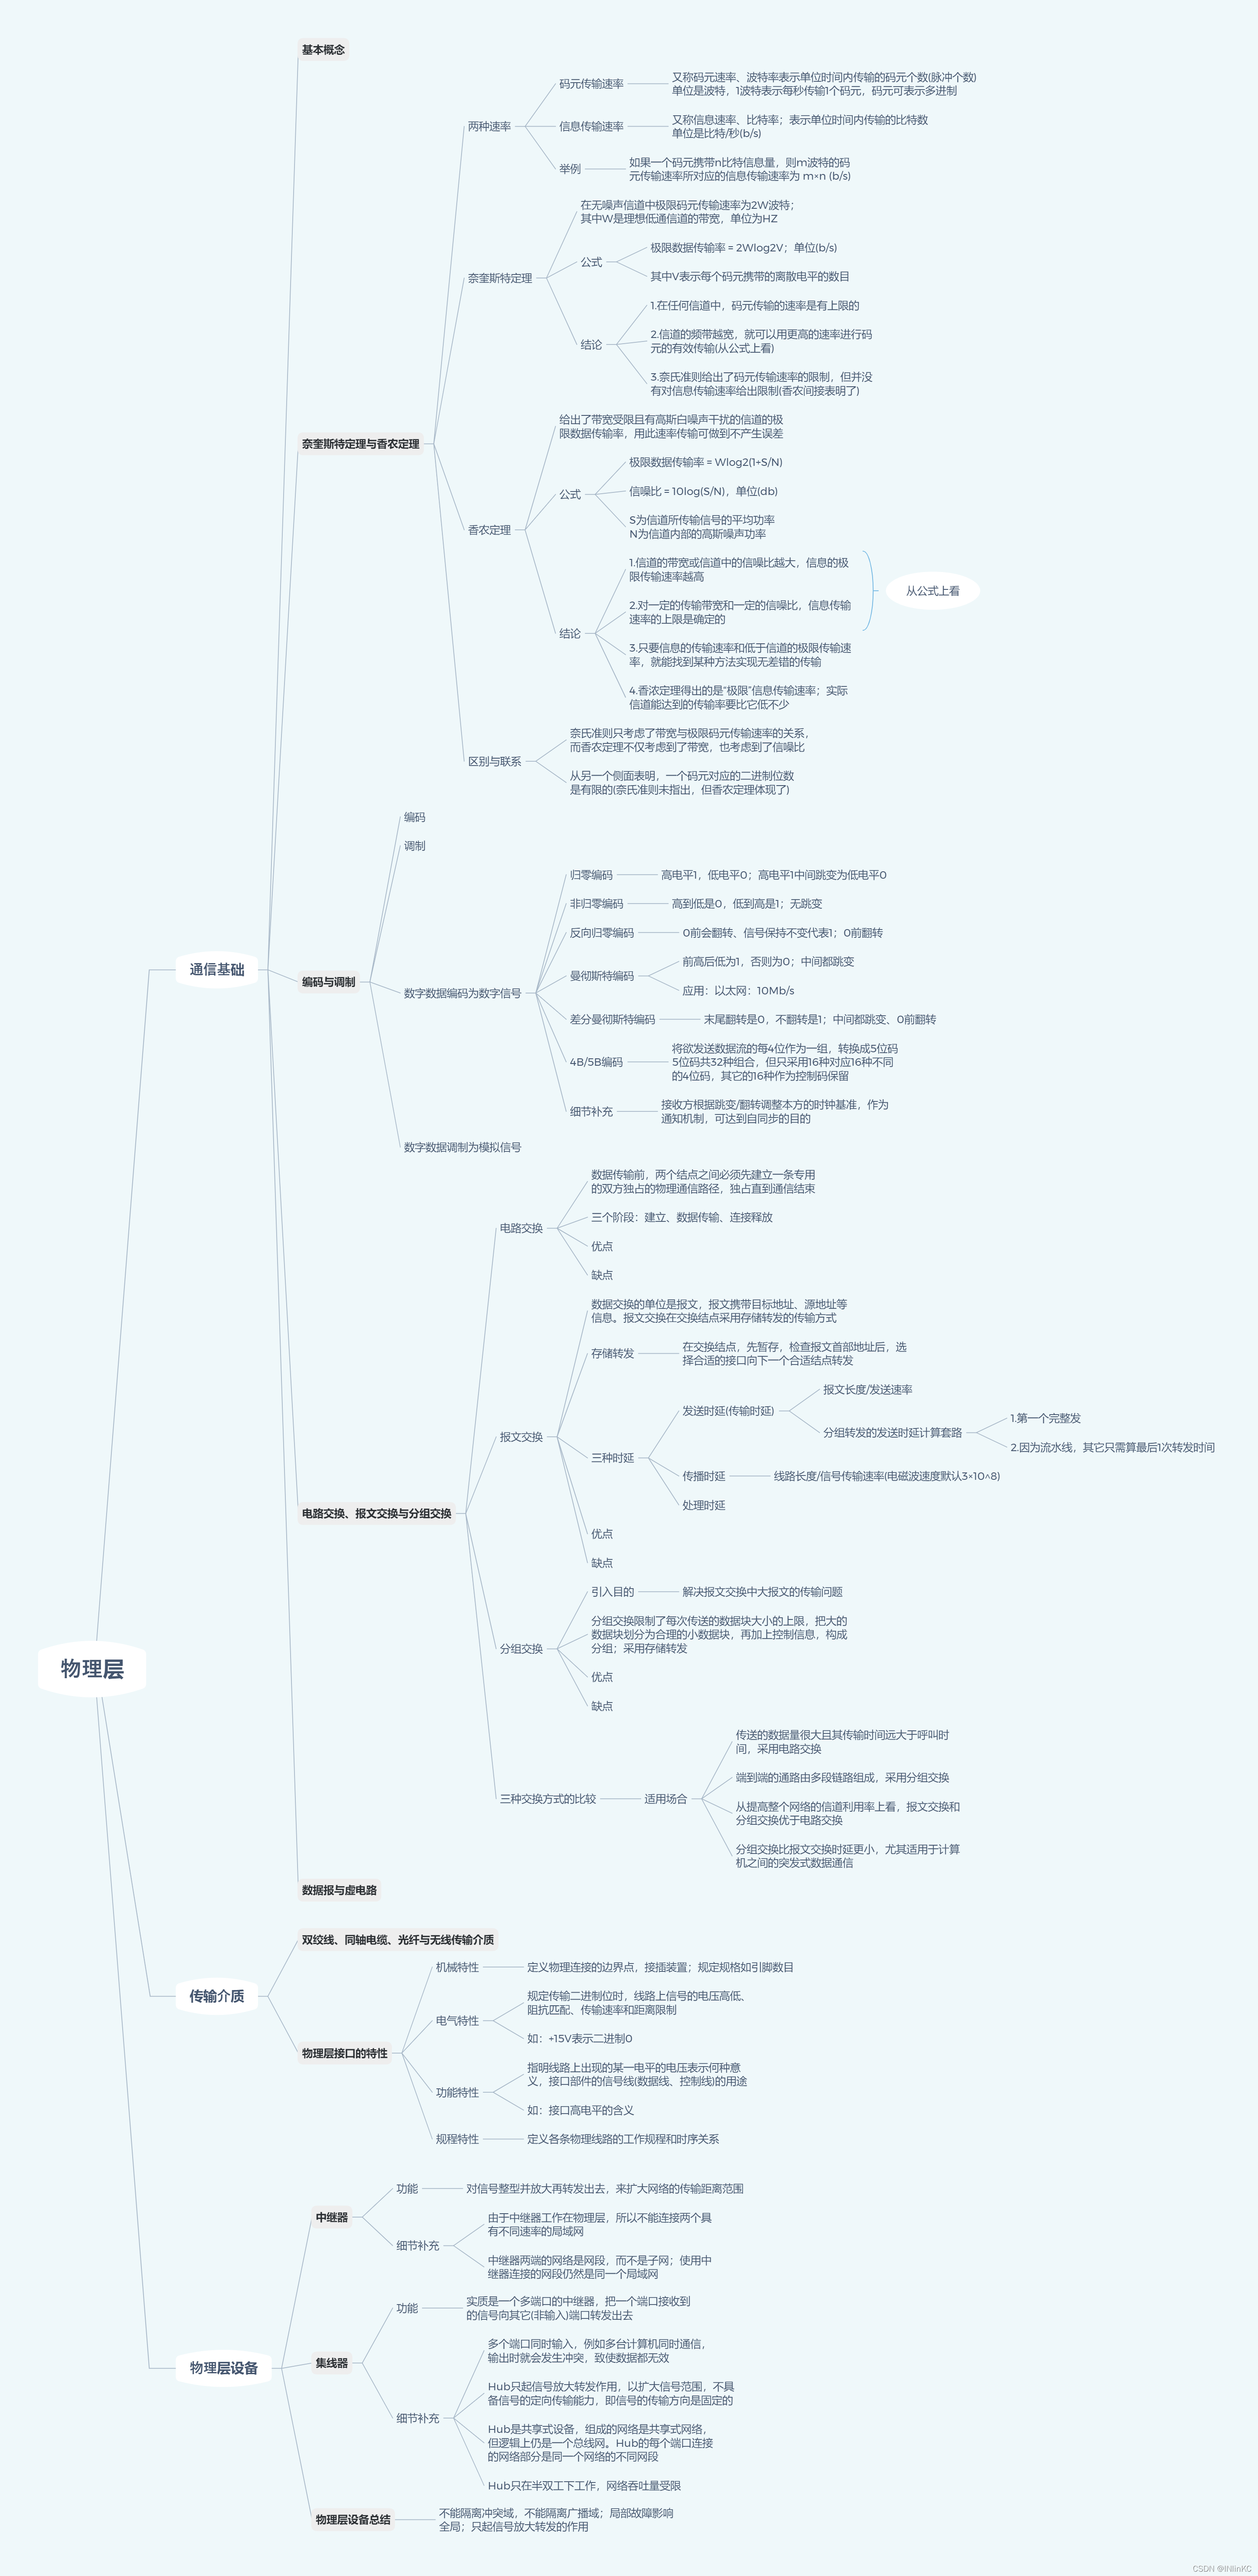 基本概念
两种速率
码元传输速率
又称码元速率、波特率表示单位时间内传输的码元个数(脉冲个数)
单位是波特，1波特表示每秒传输1个码元，码元可表示多进制
信息传输速率
又称信息速率、比特率；表示单位时间内传输的比特数
单位是比特/秒(b/s)
举例
如果一个码元携带n比特信息量，则m波特的码
元传输速率所对应的信息传输速率为 m×n (b/s)
奈奎斯特定理与香农定理
奈奎斯特定理
在无噪声信道中极限码元传输速率为2W波特；
其中W是理想低通信道的带宽，单位为HZ
公式
极限数据传输率 = 2Wlog2V；单位(b/s)
其中V表示每个码元携带的离散电平的数目
结论
1.在任何信道中，码元传输的速率是有上限的
2.信道的频带越宽，就可以用更高的速率进行码
元的有效传输(从公式上看)
3.奈氏准则给出了码元传输速率的限制，但并没
有对信息传输速率给出限制(香农间接表明了)
香农定理
给出了带宽受限且有高斯白噪声干扰的信道的极
限数据传输率，用此速率传输可做到不产生误差
公式
极限数据传输率 = Wlog2(1+S/N)
信噪比 = 10log(S/N)，单位(db)
S为信道所传输信号的平均功率
N为信道内部的高斯噪声功率
结论
1.信道的带宽或信道中的信噪比越大，信息的极
限传输速率越高
2.对一定的传输带宽和一定的信噪比，信息传输
速率的上限是确定的
从公式上看
3.只要信息的传输速率和低于信道的极限传输速
率，就能找到某种方法实现无差错的传输
4.香浓定理得出的是“极限”信息传输速率；实际
信道能达到的传输率要比它低不少
区别与联系
奈氏准则只考虑了带宽与极限码元传输速率的关系，
而香农定理不仅考虑到了带宽，也考虑到了信噪比
从另一个侧面表明，一个码元对应的二进制位数
是有限的(奈氏准则末指出，但香农定理体现了)
通信基础
编码与调制
编码
调制
数字数据编码为数字信号
归零编码
高电平1，低电平0；高电平1中间跳变为低电平0
非归零编码
高到低是0，低到高是1；无跳变
反向归零编码
0前会翻转、信号保持不变代表1；0前翻转
曼彻斯特编码
前高后低为1，否则为0；中间都跳变
应用：以太网：10Mb/s
差分曼彻斯特编码
末尾翻转是0，不翻转是1；中间都跳变、0前翻转
4B/5B编码
将欲发送数据流的每4位作为一组，转换成5位码
5位码共32种组合，但只采用16种对应16种不同
的4位码，其它的16种作为控制码保留
细节补充
接收方根据跳变/翻转调整本方的时钟基准，作为
通知机制，可达到自同步的目的
数字数据调制为模拟信号
电路交换、报文交换与分组交换
电路交换
数据传输前，两个结点之间必须先建立一条专用
的双方独占的物理通信路径，独占直到通信结束
三个阶段：建立、数据传输、连接释放
优点
缺点
报文交换
数据交换的单位是报文，报文携带目标地址、源地址等
信息。报文交换在交换结点采用存储转发的传输方式
存储转发
在交换结点，先暂存，检查报文首部地址后，选
择合适的接口向下一个合适结点转发
三种时延
发送时延(传输时延)
报文长度/发送速率
分组转发的发送时延计算套路
1.第一个完整发
2.因为流水线，其它只需算最后1次转发时间
传播时延
线路长度/信号传输速率(电磁波速度默认3×10^8)
处理时延
优点
缺点
分组交换
引入目的
解决报文交换中大报文的传输问题
分组交换限制了每次传送的数据块大小的上限，把大的
数据块划分为合理的小数据块，再加上控制信息，构成
分组；采用存储转发
优点
缺点
三种交换方式的比较
适用场合
传送的数据量很大且其传输时间远大于呼叫时
间，采用电路交换
端到端的通路由多段链路组成，采用分组交换
从提高整个网络的信道利用率上看，报文交换和
分组交换优于电路交换
分组交换比报文交换时延更小，尤其适用于计算
机之间的突发式数据通信
数据报与虚电路
物理层
传输介质
双绞线、同轴电缆、光纤与无线传输介质
物理层接口的特性
机械特性
定义物理连接的边界点，接插装置；规定规格如引脚数目
电气特性
规定传输二进制位时，线路上信号的电压高低、
阻抗匹配、传输速率和距离限制
如：+15V表示二进制0
功能特性
指明线路上出现的某一电平的电压表示何种意
义，接口部件的信号线(数据线、控制线)的用途
如：接口高电平的含义
规程特性
定义各条物理线路的工作规程和时序关系
物理层设备
中继器
功能
对信号整型并放大再转发出去，来扩大网络的传输距离范围
细节补充
由于中继器工作在物理层，所以不能连接两个具
有不同速率的局域网
中继器两端的网络是网段，而不是子网；使用中
继器连接的网段仍然是同一个局域网
集线器
功能
实质是一个多端口的中继器，把一个端口接收到
的信号向其它(非输入)端口转发出去
细节补充
多个端口同时输入，例如多台计算机同时通信，
输出时就会发生冲突，致使数据都无效
Hub只起信号放大转发作用，以扩大信号范围，不具
备信号的定向传输能力，即信号的传输方向是固定的
Hub是共享式设备，组成的网络是共享式网络，
但逻辑上仍是一个总线网。Hub的每个端口连接
的网络部分是同一个网络的不同网段
Hub只在半双工下工作，网络吞吐量受限
物理层设备总结
不能隔离冲突域，不能隔离广播域；局部故障影响
全局；只起信号放大转发的作用
CSDN @INlinKC